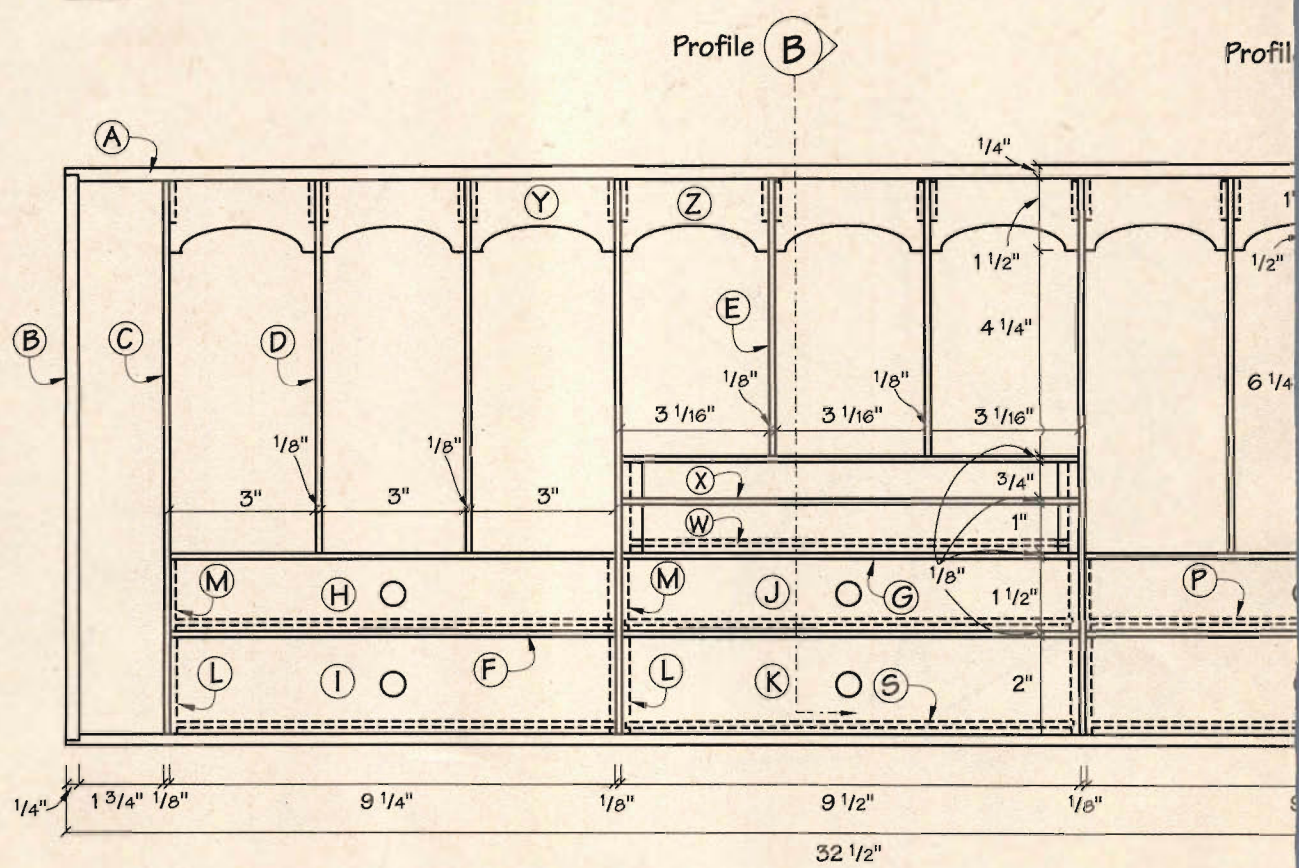 Profile B
Profil
A
1/4"
Y
Z
1"
1 1/2"
1/2"
B
C
D
E
4 1/4"
6 1/4
1/8"
1/8"
3 1/16"
3 1/16"
3 1/16"
1/8"
1/8"
3"
3"
3"
X
3/4"
W
1"
1/8"
M
H
M
J
G
1 1/2"
P
F
L
I
L
K
S
2"
1/4"
1 3/4"
1/8"
9 1/4"
1/8"
9 1/2"
1/8"
32 1/2"